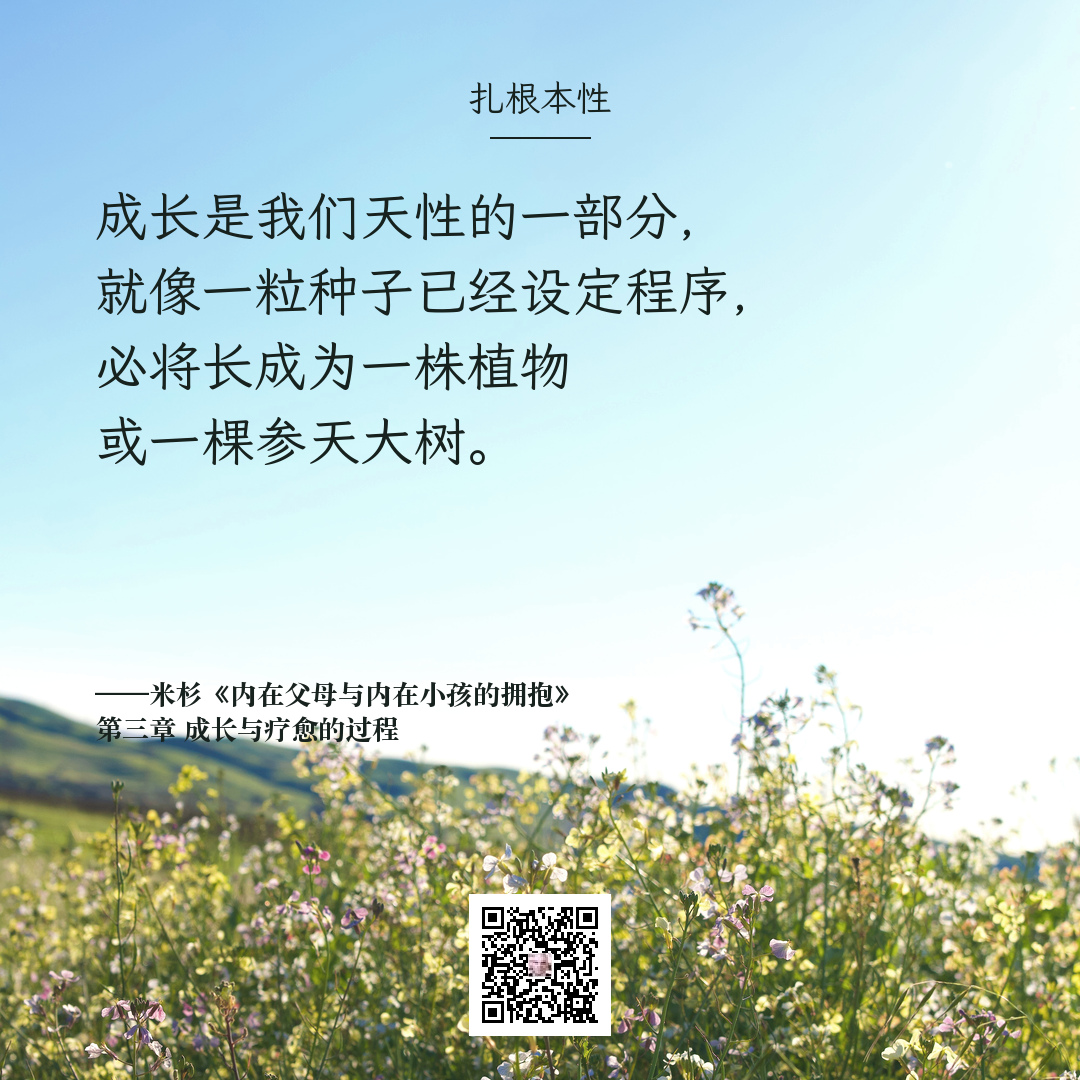 扎根本性
成长是我们天性的一部分，
就像一粒种子已经设定程序，
必将长成为一株植物
或一棵参天大树。
——米杉《内在父母与内在小孩的拥抱》
第三章 成长与疗愈的过程